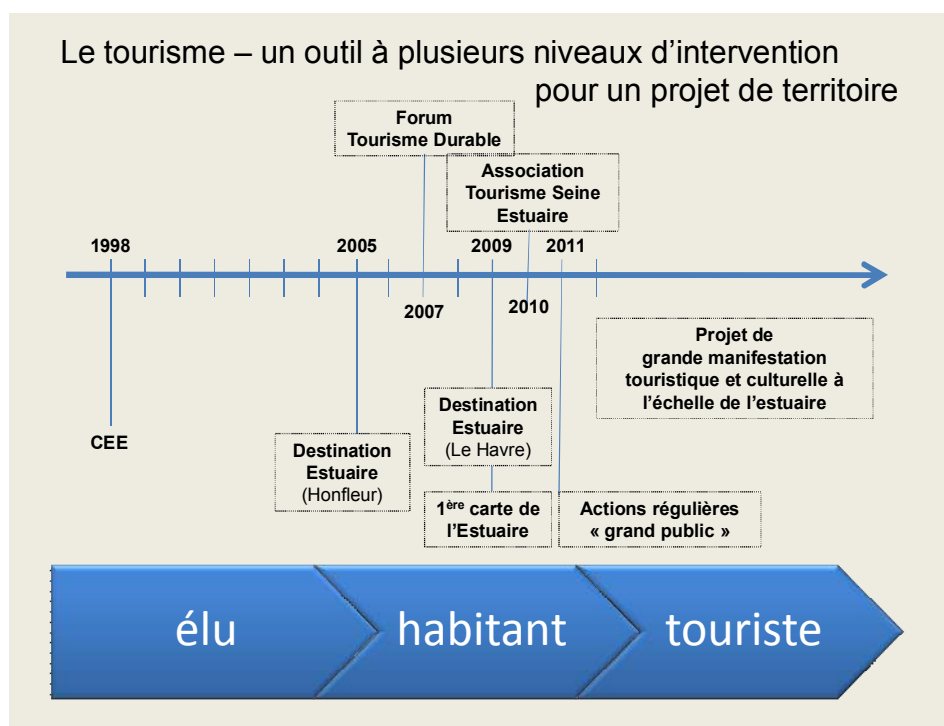 Le tourisme – un outil à plusieurs niveaux d'intervention
pour un projet de territoire
Forum
Tourisme Durable
Association
Tourisme Seine
Estuaire
1998
2005
2009
2011
2007
2010
Projet de
grande manifestation
touristique et culturelle à
l'échelle de l'estuaire
CEE
Destination
Estuaire
(Honfleur)
Destination
Estuaire
(Le Havre)
1ère carte de
l'Estuaire
Actions régulières
« grand public »
élu
habitant
touriste